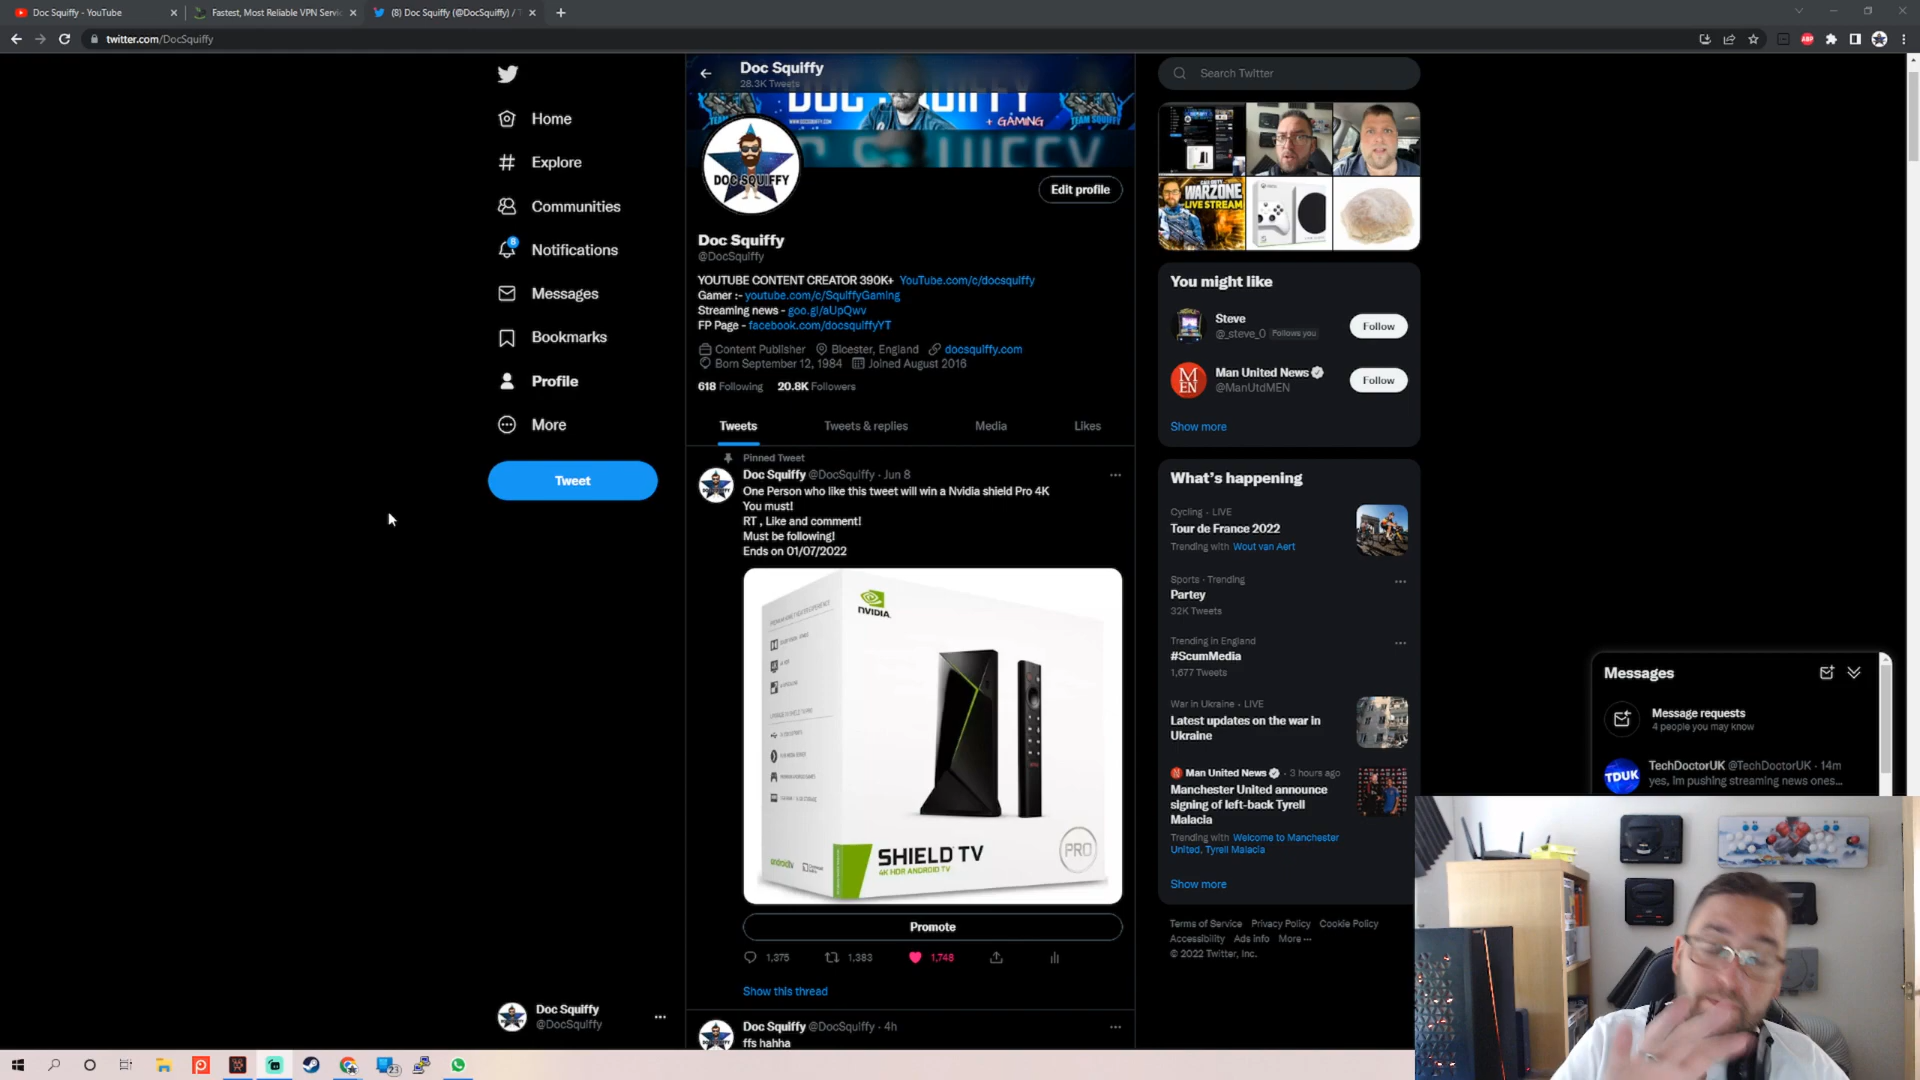 Doc Squiffy - YouTube
Fastest, Most Reliable VPN Servic
(8) Doc Squiffy (@DocSquiffy) / T
twitter.com/DocSquiffy
ABP
Doc Squiffy
28.3K Tweets
Search Twitter
+ GAMING
DOC SQUIFFY
Edit profile
WARZONE
LIVE STREAM
Home
Explore
Communities
8
Notifications
Messages
Bookmarks
Profile
More
Tweet
Doc Squiffy
@DocSquiffy
YOUTUBE CONTENT CREATOR 390K+ YouTube.com/c/docsquiffy
Gamer :- youtube.com/c/SquiffyGaming
Streaming news - goo.gl/aUpQwv
FP Page - facebook.com/docsquiffyYT
Content Publisher Bicester, England docsquiffy.com
Born September 12, 1984 Joined August 2016
618 Following 20.8K Followers
Tweets Tweets & replies Media Likes
Pinned Tweet
Doc Squiffy @DocSquiffy · Jun 8
One Person who like this tweet will win a Nvidia shield Pro 4K
You must!
RT , Like and comment!
Must be following!
Ends on 01/07/2022
NVIDIA.
SHIELD TV
4K HDR ANDROID TV
PRO
androidtv
Promote
1,375 1,383 1,748
Show this thread
Doc Squiffy @DocSquiffy · 4h
ffs hahha
You might like
Steve
@_steve_0 Follows you
Follow
MEN
Man United News
@ManUtdMEN
Follow
Show more
What's happening
Cycling · LIVE
Tour de France 2022
Trending with Wout van Aert
Sports · Trending
Partey
32K Tweets
Trending in England
#ScumMedia
1,677 Tweets
War in Ukraine · LIVE
Latest updates on the war in
Ukraine
Man United News · 3 hours ago
Manchester United announce
signing of left-back Tyrell
Malacia
Trending with Welcome to Manchester
United, Tyrell Malacia
Show more
Terms of Service Privacy Policy Cookie Policy
Accessibility Ads info More ···
© 2022 Twitter, Inc.
Messages
Message requests
4 people you may know
TDUK
TechDoctorUK @TechDoctorUK · 14m
yes, im pushing streaming news ones...
Doc Squiffy
@DocSquiffy
23